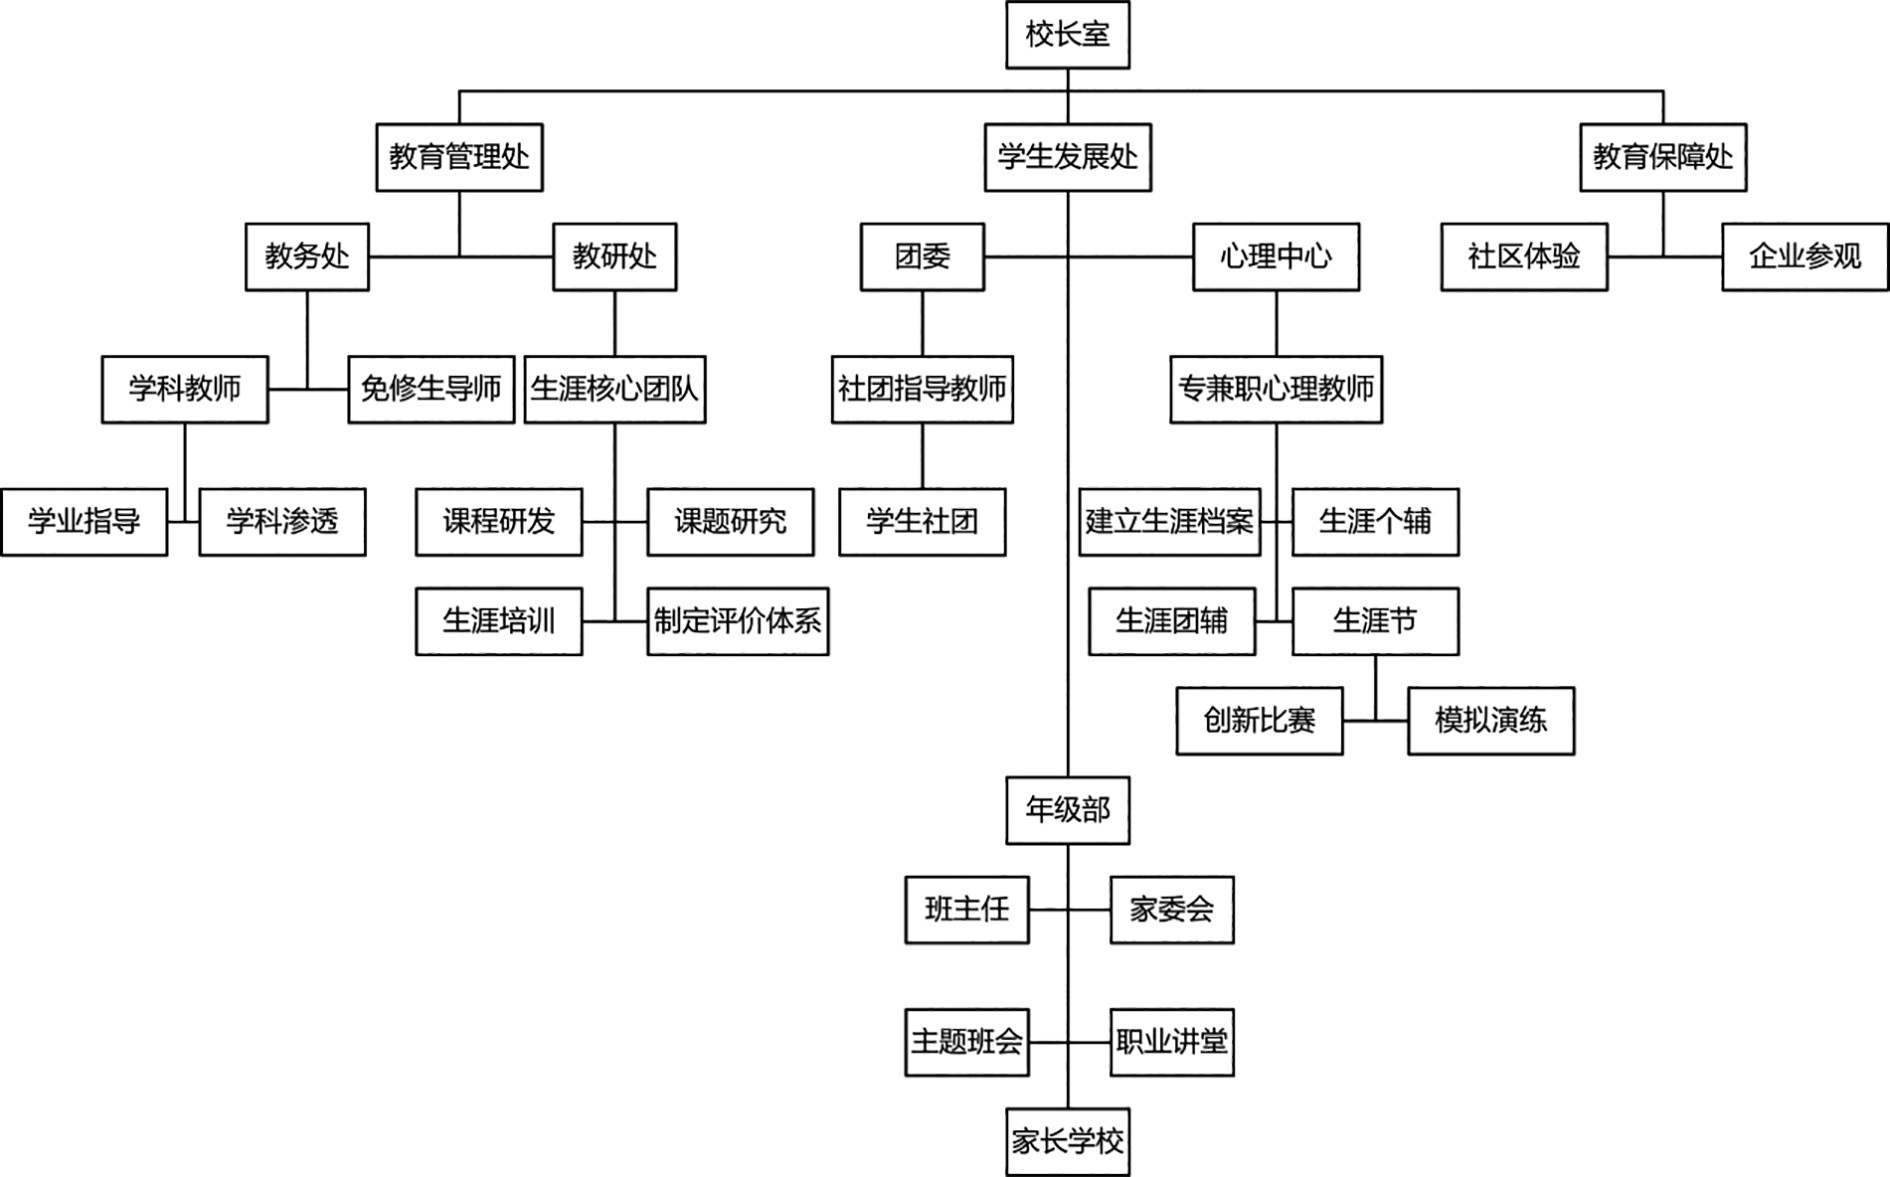 校长室
教育管理处
学生发展处
教育保障处
教务处
教研处
团委
心理中心
社区体验
企业参观
学科教师
免修生导师
生涯核心团队
社团指导教师
专兼职心理教师
学业指导
学科渗透
课程研发
课题研究
学生社团
建立生涯档案
生涯个辅
生涯培训
制定评价体系
生涯团辅
生涯节
创新比赛
模拟演练
年级部
班主任
家委会
主题班会
职业讲堂
家长学校